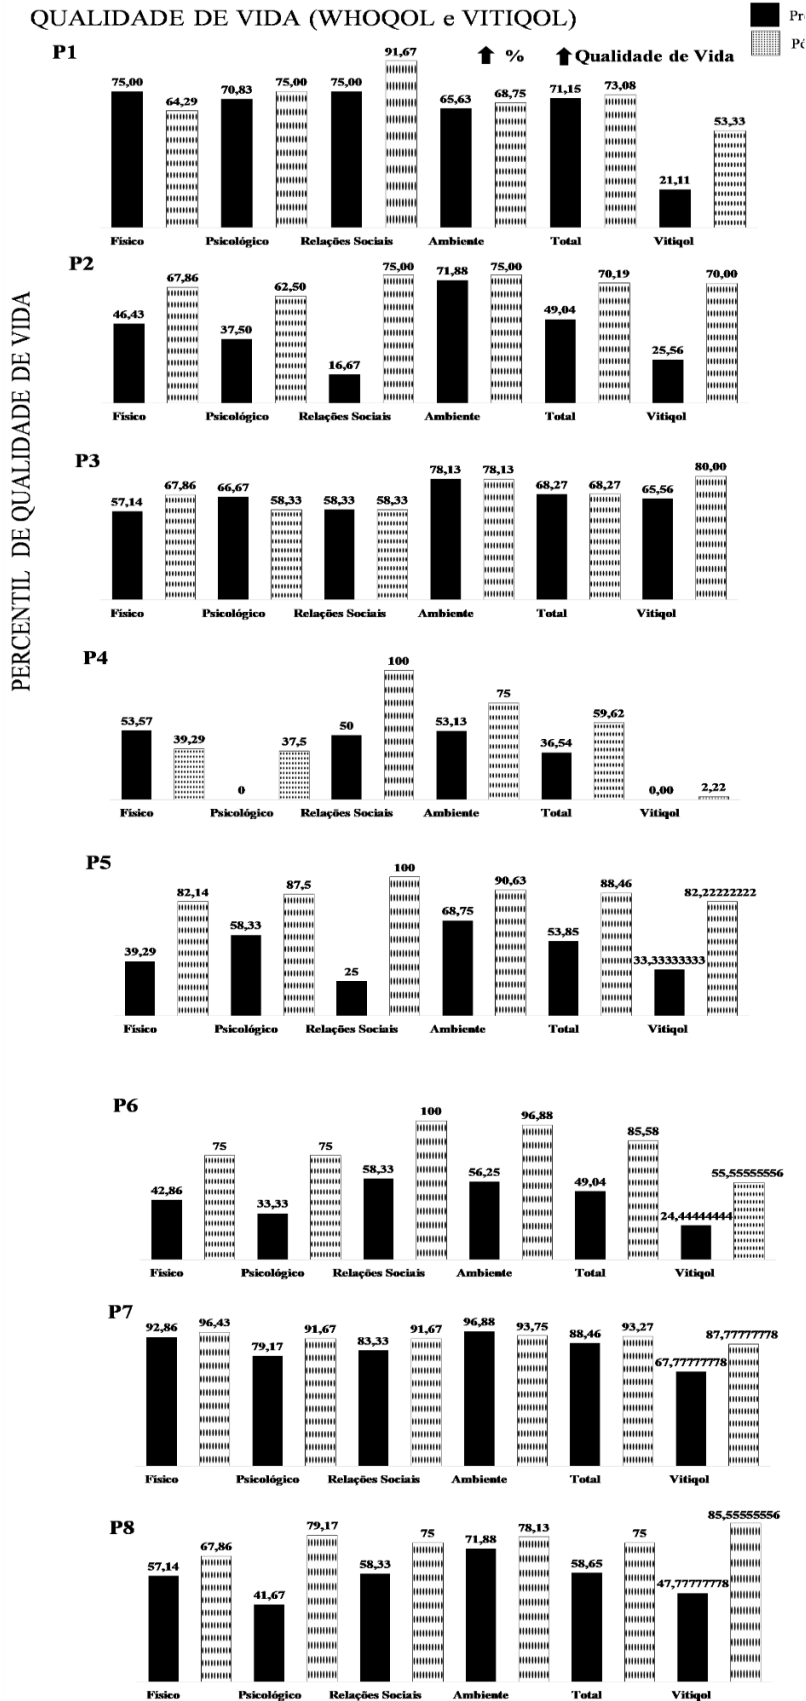 QUALIDADE DE VIDA (WHOQOL e VITIQOL)
Pré
Pó
P1
% Qualidade de Vida
75,00 64,29 70,83 75,00 75,00 91,67 65,63 68,75 71,15 73,08 21,11 53,33
Físico Psicológico Relações Sociais Ambiente Total Vitiqol
PERCENTIL DE QUALIDADE DE VIDA
P2
46,43 67,86 37,50 62,50 16,67 75,00 71,88 75,00 49,04 70,19 25,56 70,00
Físico Psicológico Relações Sociais Ambiente Total Vitiqol
P3
57,14 67,86 66,67 58,33 58,33 58,33 78,13 78,13 68,27 68,27 65,56 80,00
Físico Psicológico Relações Sociais Ambiente Total Vitiqol
P4
53,57 39,29 0 37,5 50 100 53,13 75 36,54 59,62 0,00 2,22
Físico Psicológico Relações Sociais Ambiente Total Vitiqol
P5
39,29 82,14 58,33 87,5 25 100 68,75 90,63 53,85 88,46 33,33333333 82,22222222
Físico Psicológico Relações Sociais Ambiente Total Vitiqol
P6
42,86 75 33,33 75 58,33 100 56,25 96,88 49,04 85,58 24,44444444 55,55555556
Físico Psicológico Relações Sociais Ambiente Total Vitiqol
P7
92,86 96,43 79,17 91,67 83,33 91,67 96,88 93,75 88,46 93,27 67,77777778 87,77777778
Físico Psicológico Relações Sociais Ambiente Total Vitiqol
P8
57,14 67,86 41,67 79,17 58,33 75 71,88 78,13 58,65 75 47,77777778 85,55555556
Físico Psicológico Relações Sociais Ambiente Total Vitiqol